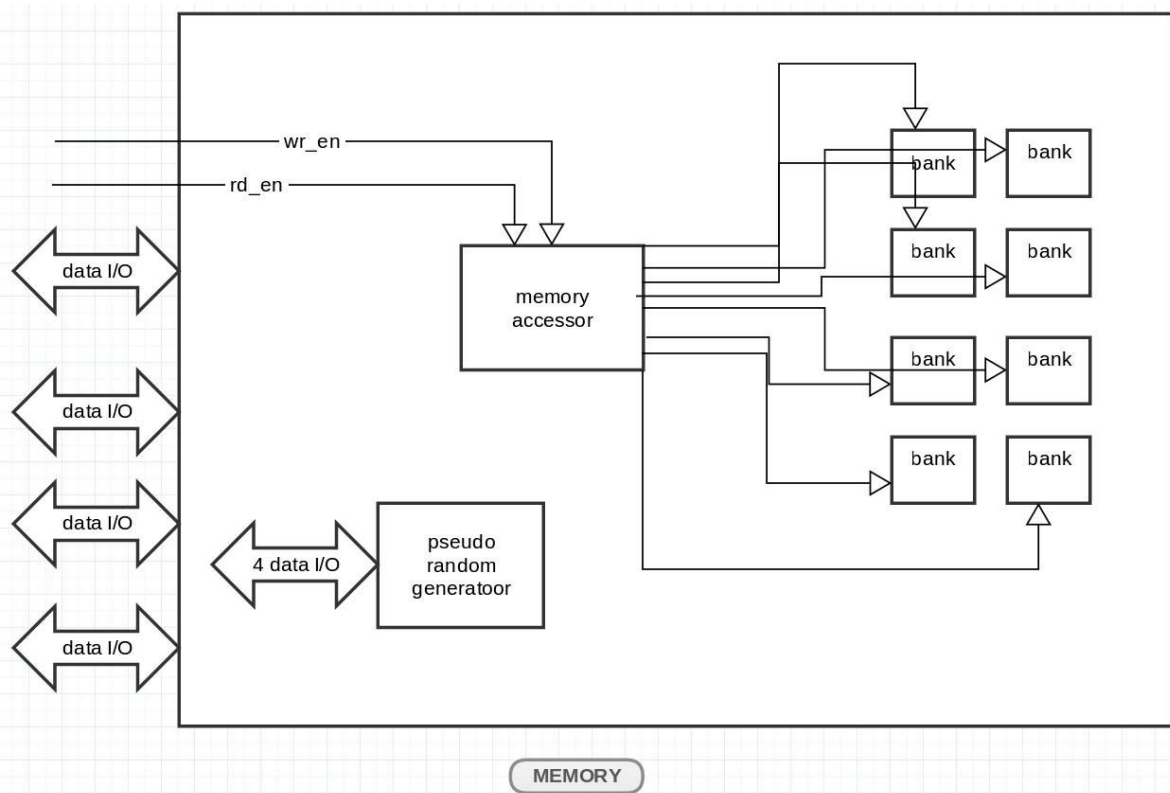 wr_en
rd_en
bank
bank
bank
bank
data I/O
memory
accessor
bank
bank
data I/O
bank
bank
data I/O
4 data I/O
pseudo
random
generatoor
data I/O
MEMORY